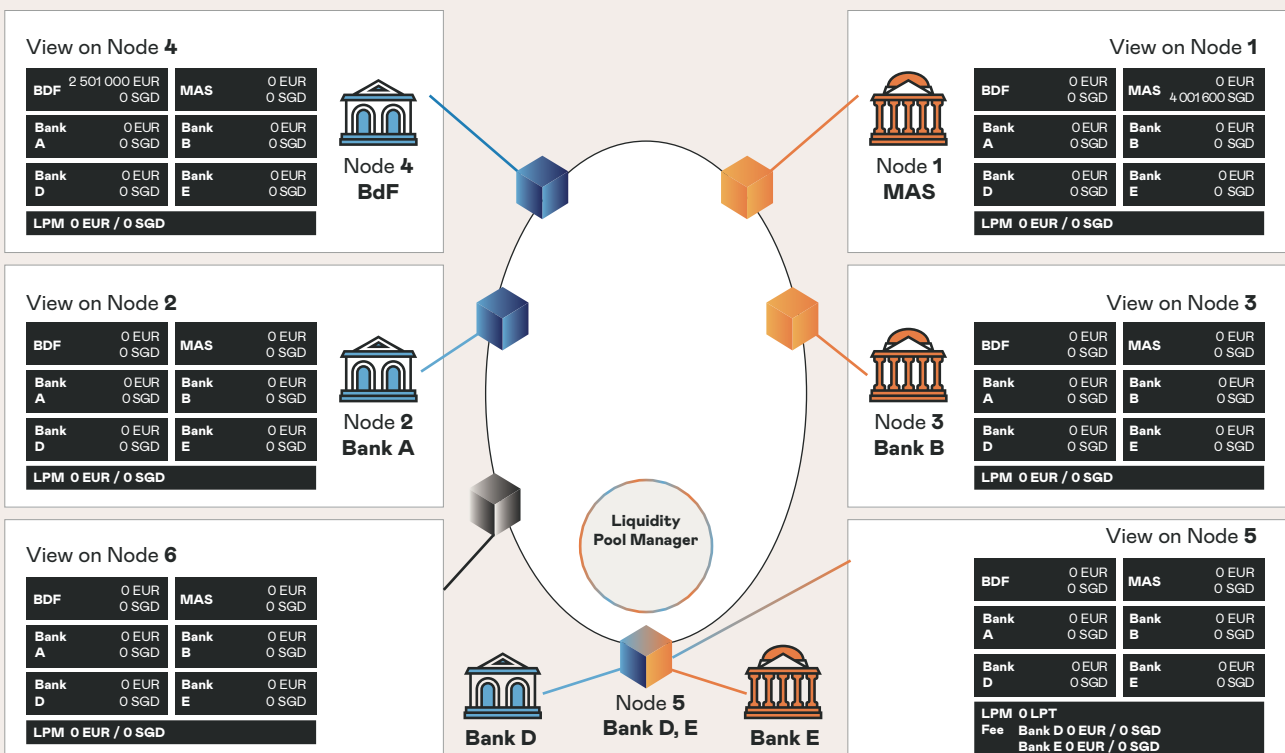 View on Node 4
BDF 2 501 000 EUR
0 SGD
MAS 0 EUR
0 SGD
Bank A 0 EUR
0 SGD
Bank B 0 EUR
0 SGD
Bank D 0 EUR
0 SGD
Bank E 0 EUR
0 SGD
LPM 0 EUR / 0 SGD
Node 4
BdF
View on Node 1
BDF 0 EUR
0 SGD
MAS 0 EUR
4 001 600 SGD
Bank A 0 EUR
0 SGD
Bank B 0 EUR
0 SGD
Bank D 0 EUR
0 SGD
Bank E 0 EUR
0 SGD
LPM 0 EUR / 0 SGD
Node 1
MAS
View on Node 2
BDF 0 EUR
0 SGD
MAS 0 EUR
0 SGD
Bank A 0 EUR
0 SGD
Bank B 0 EUR
0 SGD
Bank D 0 EUR
0 SGD
Bank E 0 EUR
0 SGD
LPM 0 EUR / 0 SGD
Node 2
Bank A
View on Node 3
BDF 0 EUR
0 SGD
MAS 0 EUR
0 SGD
Bank A 0 EUR
0 SGD
Bank B 0 EUR
0 SGD
Bank D 0 EUR
0 SGD
Bank E 0 EUR
0 SGD
LPM 0 EUR / 0 SGD
Node 3
Bank B
View on Node 6
BDF 0 EUR
0 SGD
MAS 0 EUR
0 SGD
Bank A 0 EUR
0 SGD
Bank B 0 EUR
0 SGD
Bank D 0 EUR
0 SGD
Bank E 0 EUR
0 SGD
LPM 0 EUR / 0 SGD
Liquidity
Pool Manager
Bank D
Node 5
Bank D, E
Bank E
View on Node 5
BDF 0 EUR
0 SGD
MAS 0 EUR
0 SGD
Bank A 0 EUR
0 SGD
Bank B 0 EUR
0 SGD
Bank D 0 EUR
0 SGD
Bank E 0 EUR
0 SGD
LPM 0 LPT
Fee Bank D 0 EUR / 0 SGD
Bank E 0 EUR / 0 SGD